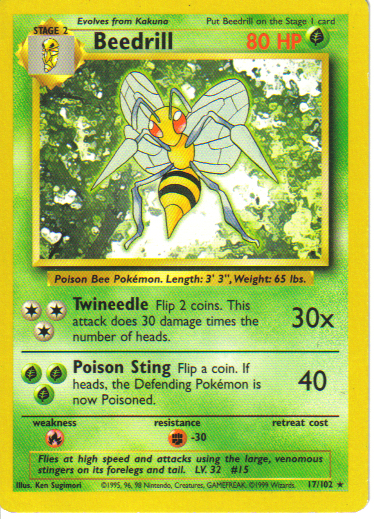 Evolves from Kakuna Put Beedrill on the Stage 1 card
STAGE 2
Beedrill 80 HP
Poison Bee Pokémon. Length: 3' 3", Weight: 65 lbs.
Twineedle Flip 2 coins. This
attack does 30 damage times the
number of heads.
30x
Poison Sting Flip a coin. If
heads, the Defending Pokémon is
now Poisoned.
40
weakness resistance retreat cost
-30
Flies at high speed and attacks using the large, venomous
stingers on its forelegs and tail. LV. 32 #15
Illus. Ken Sugimori ©1995, 96, 98 Nintendo, Creatures, GAMEFREAK. ©1999 Wizards. 17/102 ★